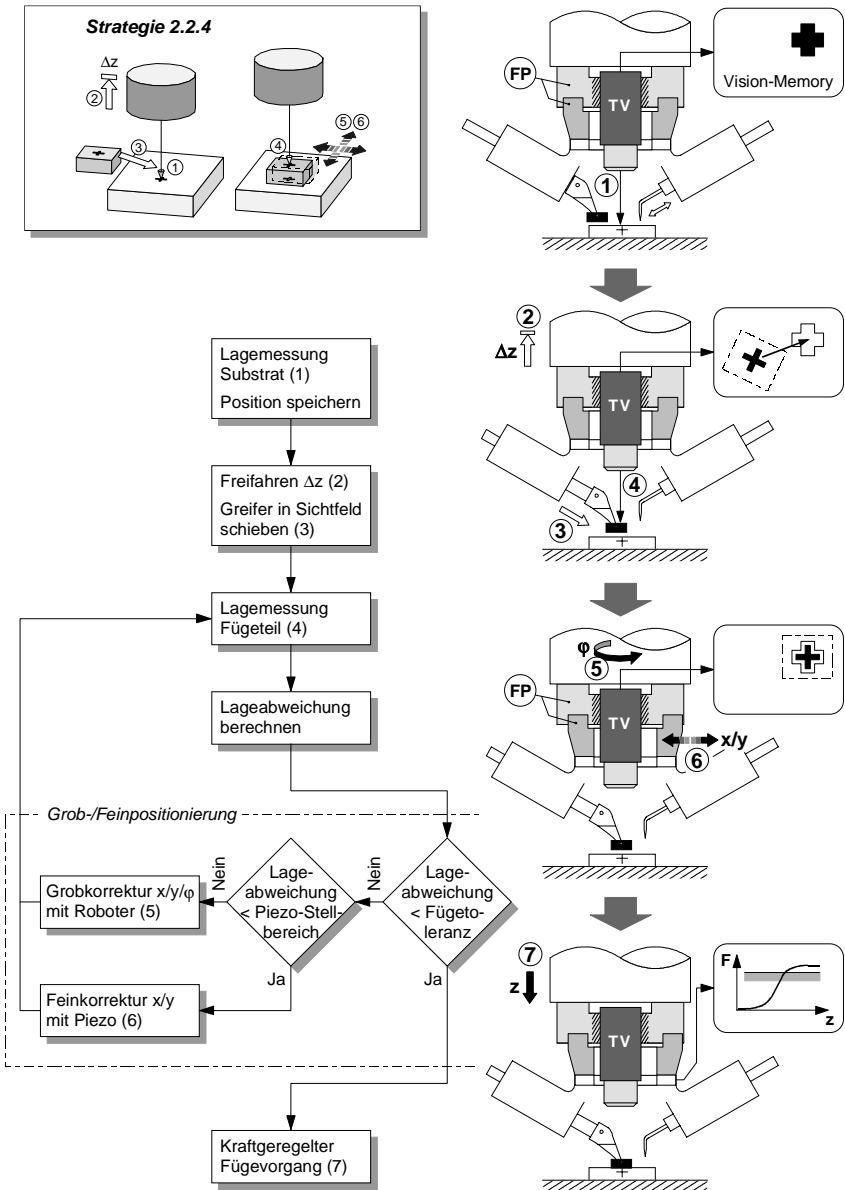 Strategie 2.2.4
Δz
②
③
①
④
⑤⑥
FP
TV
Vision-Memory
①
②
Δz
TV
④
③
φ
⑤
FP
TV
x/y
⑥
⑦
z
TV
F
z
Lagemessung
Substrat (1)
Position speichern
Freifahren Δz (2)
Greifer in Sichtfeld
schieben (3)
Lagemessung
Fügeteil (4)
Lageabweichung
berechnen
Grob-/Feinpositionierung
Grobkorrektur x/y/φ
mit Roboter (5)
Nein
Lage-
abweichung
< Piezo-Stell-
bereich
Nein
Lage-
abweichung
< Fügeto-
leranz
Ja
Ja
Feinkorrektur x/y
mit Piezo (6)
Kraftgeregelter
Fügevorgang (7)